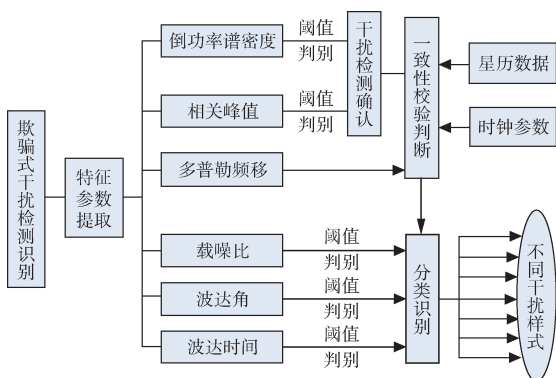 欺骗式干扰检测识别
特征
参数
提取
倒功率谱密度
阈值
判别
相关峰值
阈值
判别
干扰检测确认
一致性校验判断
星历数据
时钟参数
多普勒频移
载噪比
阈值
判别
波达角
阈值
判别
波达时间
阈值
判别
分类识别
不同干扰样式